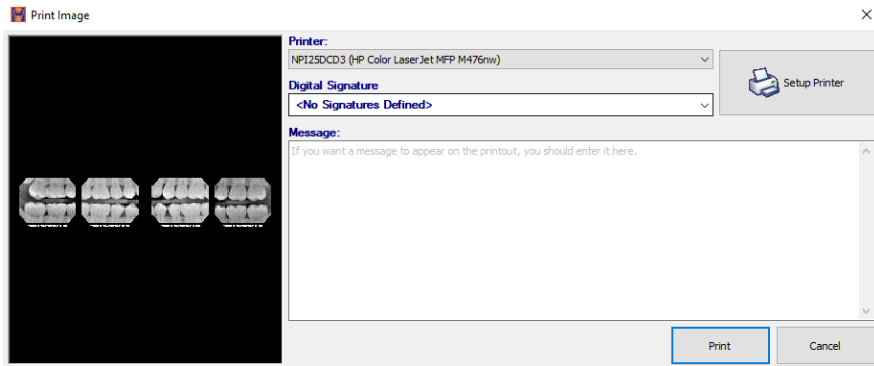 Print Image
Printer:
NPI25DCD3 (HP Color LaserJet MFP M476nw)
Setup Printer
Digital Signature
<No Signatures Defined>
Message:
If you want a message to appear on the printout, you should enter it here.
Print
Cancel